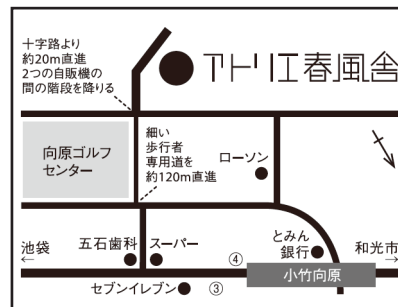 十字路より
約20m直進
2つの自販機の
間の階段を降りる
アトリエ春風舎
向原ゴルフ
センター
細い
歩行者
専用道を
約120m直進
ローソン
池袋
←
五石歯科
スーパー
④
とみん
銀行
和光市
→
小竹向原
セブンイレブン
③